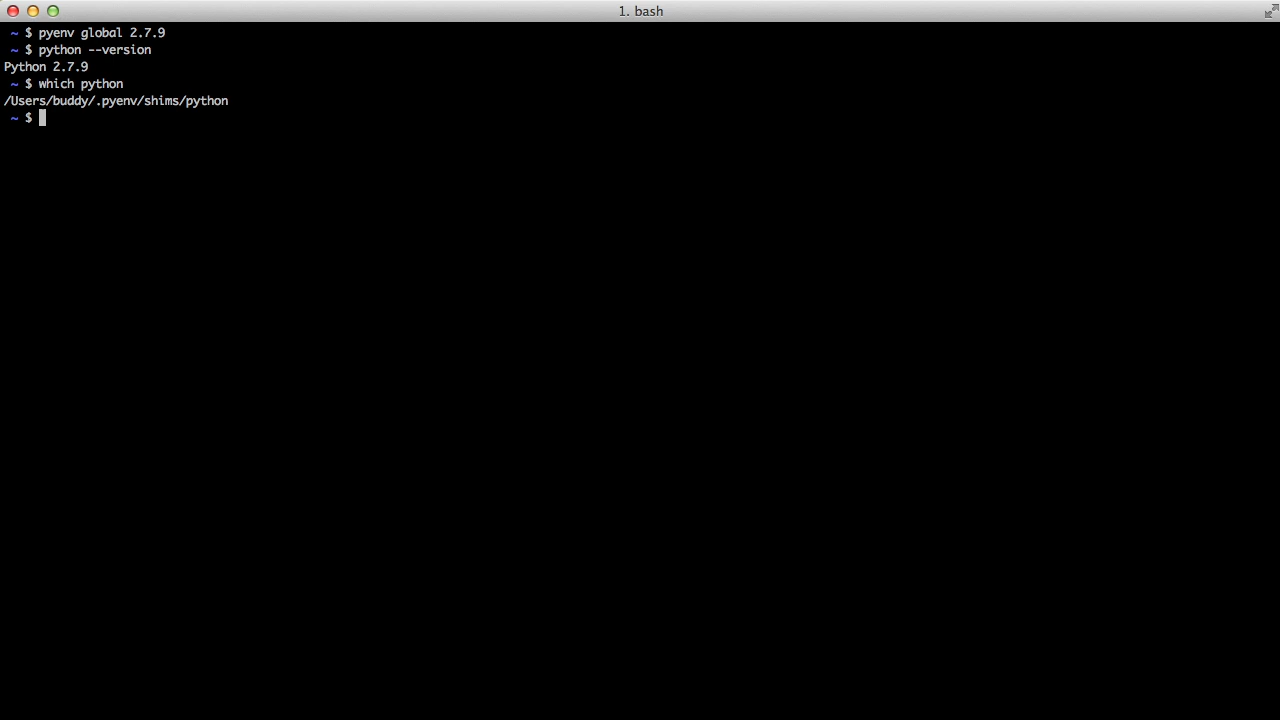 1. bash
~ $ pyenv global 2.7.9
~ $ python --version
Python 2.7.9
~ $ which python
/Users/buddy/.pyenv/shims/python
~ $